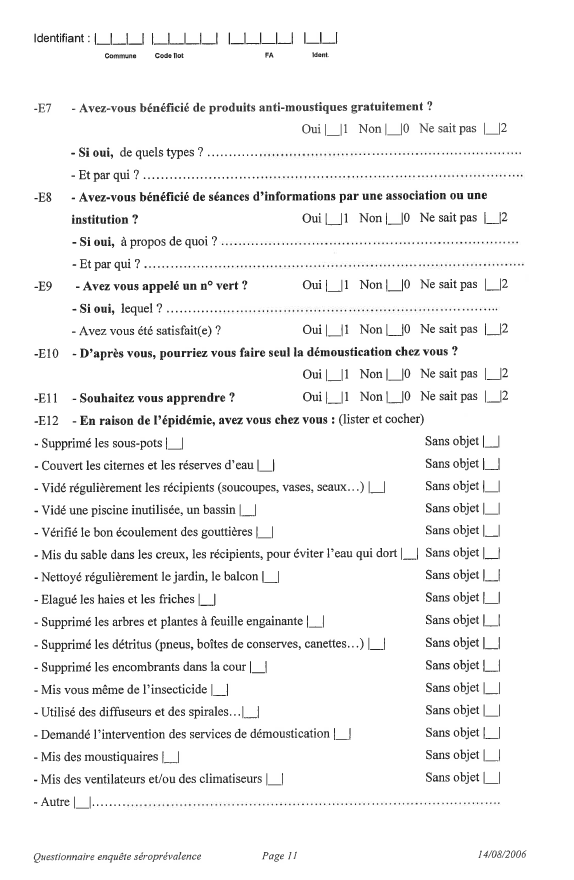 Identifiant : |__|__|__| |__|__|__|__| |__|__|__|__| |__|__|
Commune Code îlot FA Ident.
-E7 - Avez-vous bénéficié de produits anti-moustiques gratuitement ?
Oui |__|1 Non |__|0 Ne sait pas |__|2
- Si oui, de quels types ? ..............................................................................
- Et par qui ? ..............................................................................
-E8 - Avez-vous bénéficié de séances d'informations par une association ou une
institution ? Oui |__|1 Non |__|0 Ne sait pas |__|2
- Si oui, à propos de quoi ? ..............................................................................
- Et par qui ? ..............................................................................
-E9 - Avez vous appelé un n° vert ? Oui |__|1 Non |__|0 Ne sait pas |__|2
- Si oui, lequel ? ..............................................................................
- Avez vous été satisfait(e) ? Oui |__|1 Non |__|0 Ne sait pas |__|2
-E10 - D'après vous, pourriez vous faire seul la démoustication chez vous ?
Oui |__|1 Non |__|0 Ne sait pas |__|2
-E11 - Souhaitez vous apprendre ? Oui |__|1 Non |__|0 Ne sait pas |__|2
-E12 - En raison de l'épidémie, avez vous chez vous : (lister et cocher)
- Supprimé les sous-pots |__| Sans objet |__|
- Couvert les citernes et les réserves d'eau |__| Sans objet |__|
- Vidé régulièrement les récipients (soucoupes, vases, seaux…) |__| Sans objet |__|
- Vidé une piscine inutilisée, un bassin |__| Sans objet |__|
- Vérifié le bon écoulement des gouttières |__| Sans objet |__|
- Mis du sable dans les creux, les récipients, pour éviter l'eau qui dort |__| Sans objet |__|
- Nettoyé régulièrement le jardin, le balcon |__| Sans objet |__|
- Elagué les haies et les friches |__| Sans objet |__|
- Supprimé les arbres et plantes à feuille engainante |__| Sans objet |__|
- Supprimé les détritus (pneus, boîtes de conserves, canettes…) |__| Sans objet |__|
- Supprimé les encombrants dans la cour |__| Sans objet |__|
- Mis vous même de l'insecticide |__| Sans objet |__|
- Utilisé des diffuseurs et des spirales…|__| Sans objet |__|
- Demandé l'intervention des services de démoustication |__| Sans objet |__|
- Mis des moustiquaires |__| Sans objet |__|
- Mis des ventilateurs et/ou des climatiseurs |__| Sans objet |__|
- Autre |__|..............................................................................
Questionnaire enquête séroprévalence Page 11 14/08/2006